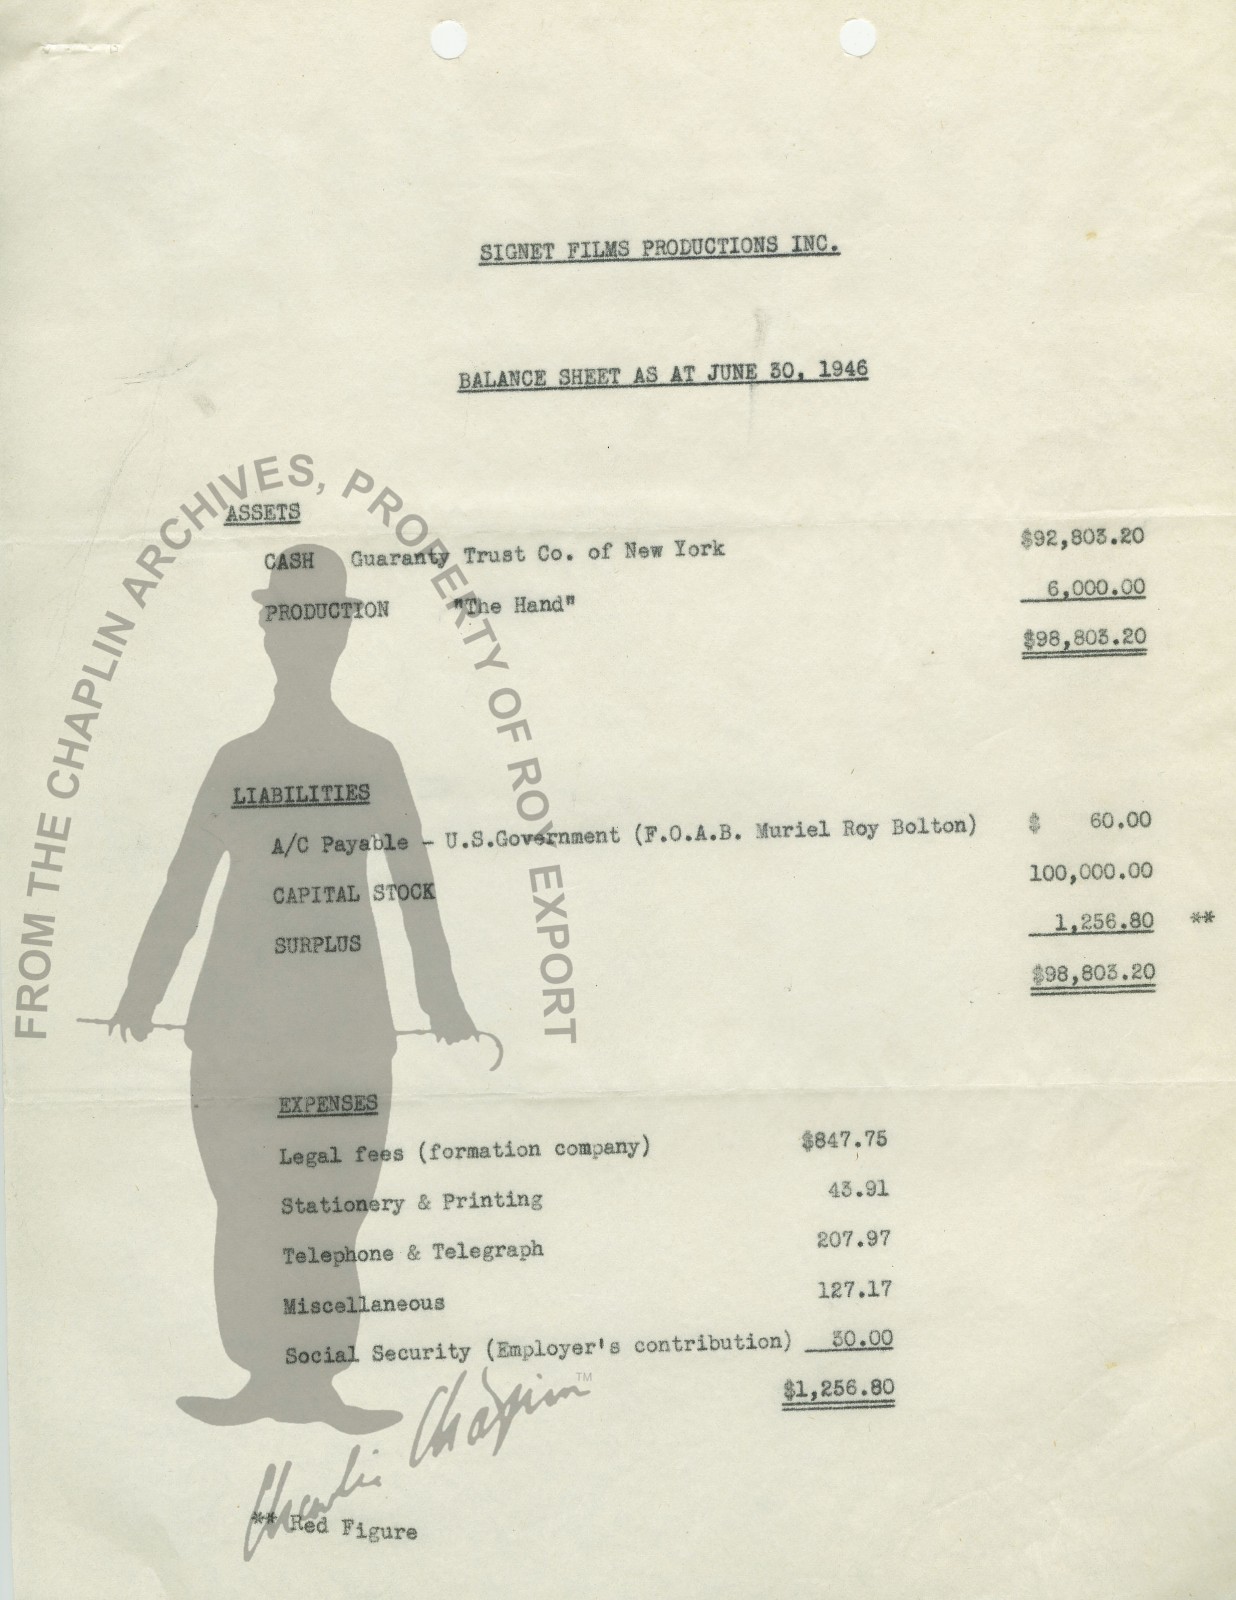 SIGNET FILMS PRODUCTIONS INC.
BALANCE SHEET AS AT JUNE 30, 1946
ASSETS
CASH Guaranty Trust Co. of New York $92,803.20
PRODUCTION "The Hand" 6,000.00
$98,803.20
LIABILITIES
A/C Payable - U.S.Government (F.O.A.B. Muriel Roy Bolton) $ 60.00
CAPITAL STOCK 100,000.00
SURPLUS 1,256.80 **
$98,803.20
EXPENSES
Legal fees (formation company) $847.75
Stationery & Printing 43.91
Telephone & Telegraph 207.97
Miscellaneous 127.17
Social Security (Employer's contribution) 30.00
$1,256.80
** Red Figure
FROM THE CHAPLIN ARCHIVES, PROPERTY OF ROY EXPORT
Charlie Chaplin TM